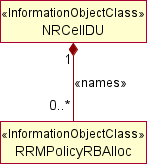 «InformationObjectClass»
NRCellDU
1
«names»
0..*
«InformationObjectClass»
RRMPolicyRBAlloc